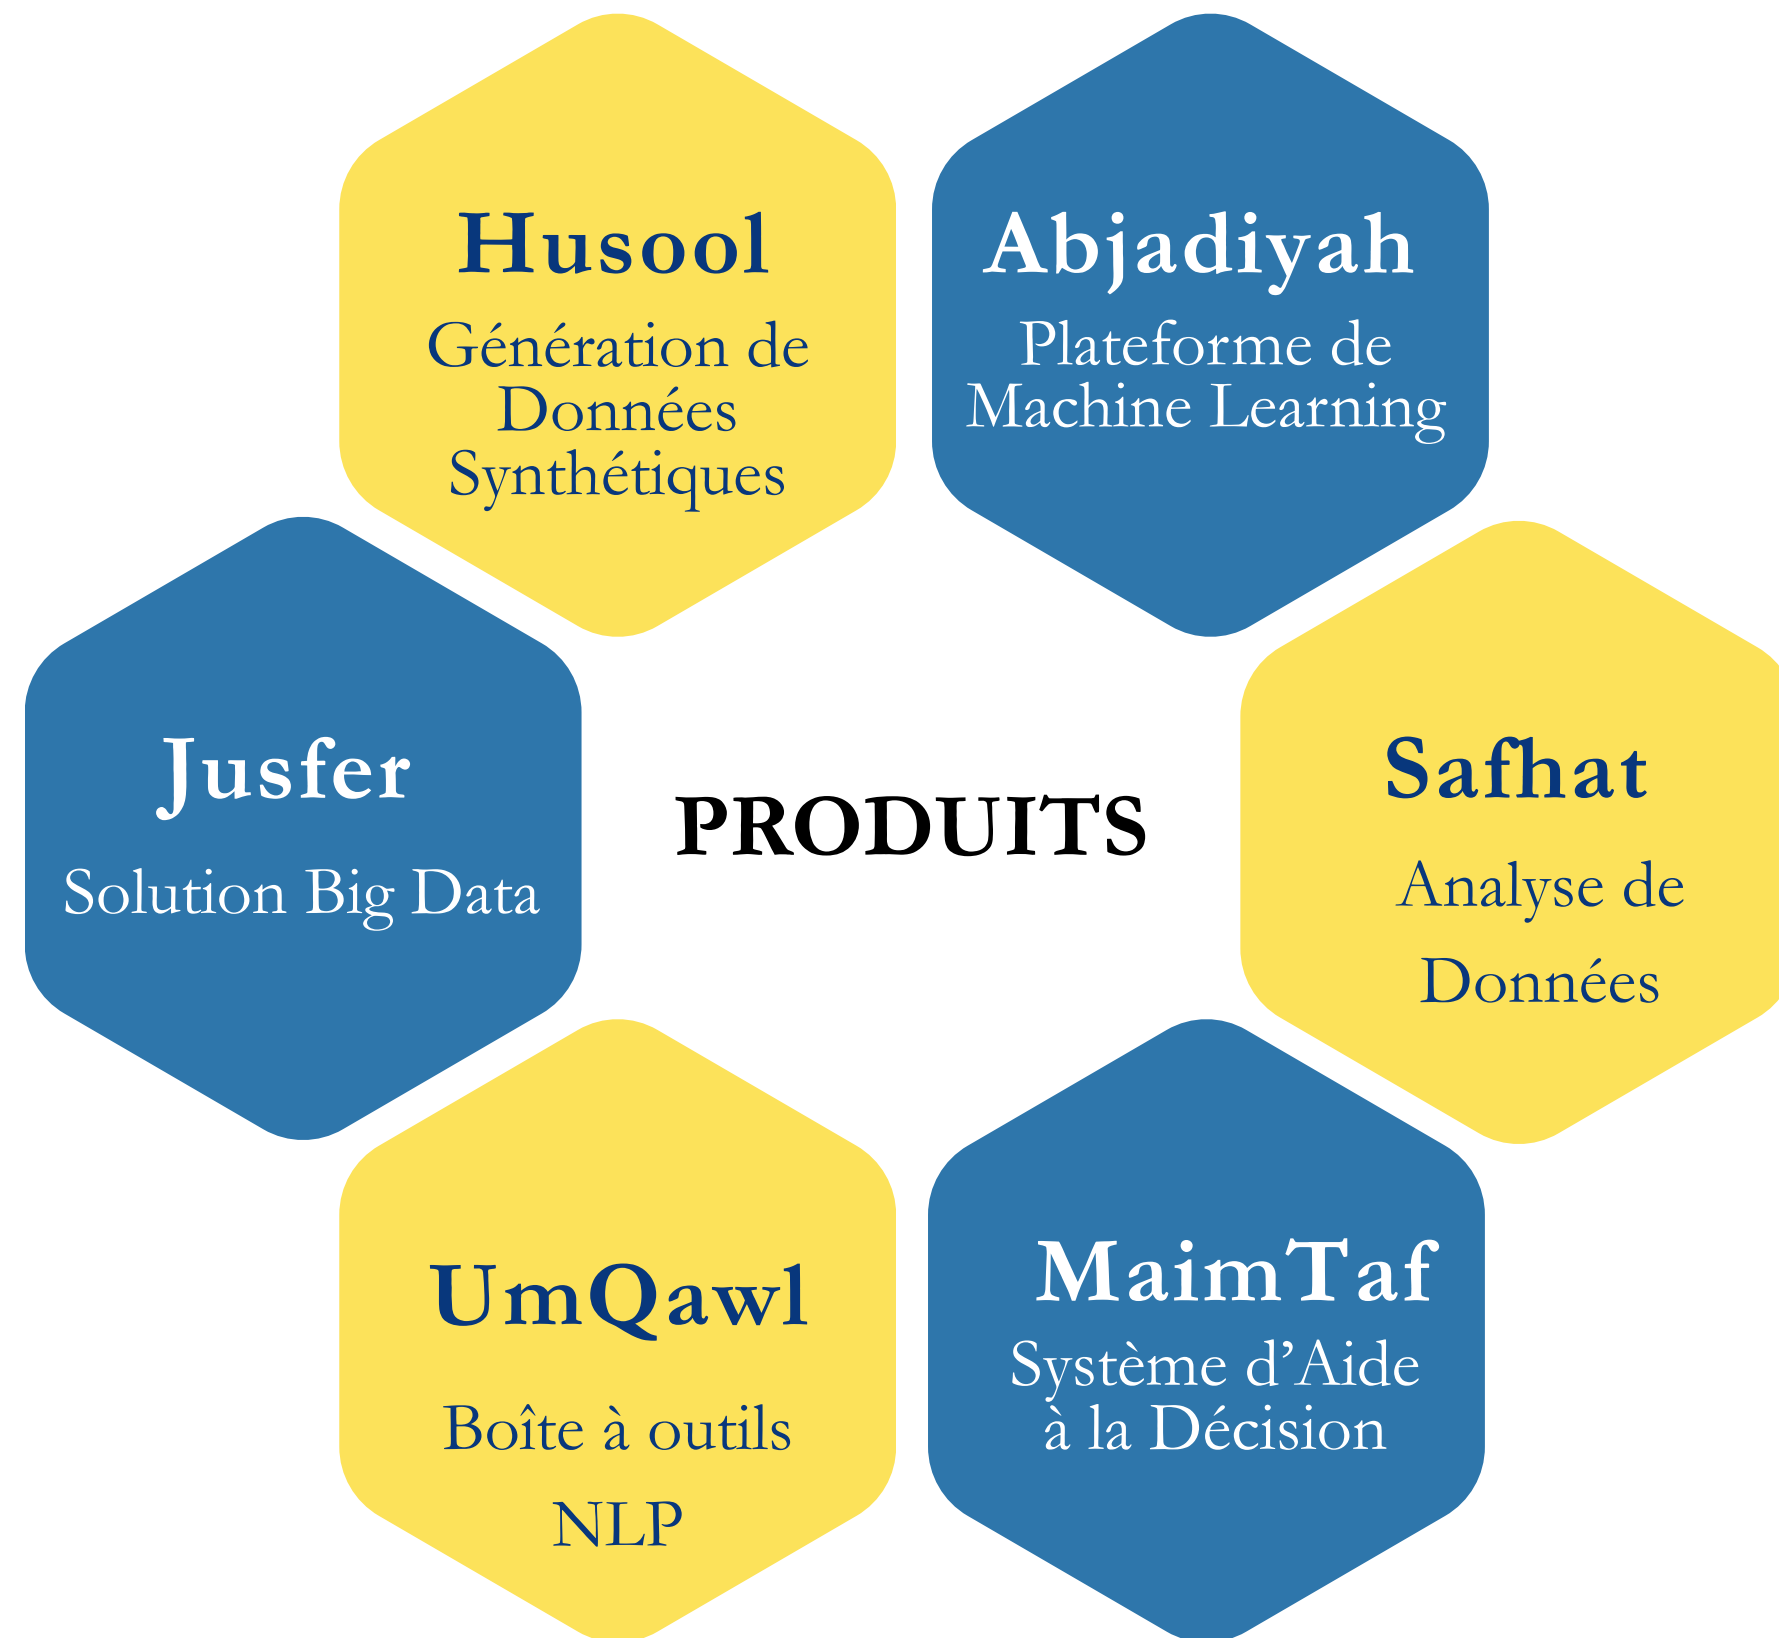 Husool
Génération de
Données
Synthétiques
Abjadiyah
Plateforme de
Machine Learning
Jusfer
Solution Big Data
PRODUITS
Safhat
Analyse de
Données
UmQawl
Boîte à outils
NLP
MaimTaf
Système d’Aide
à la Décision